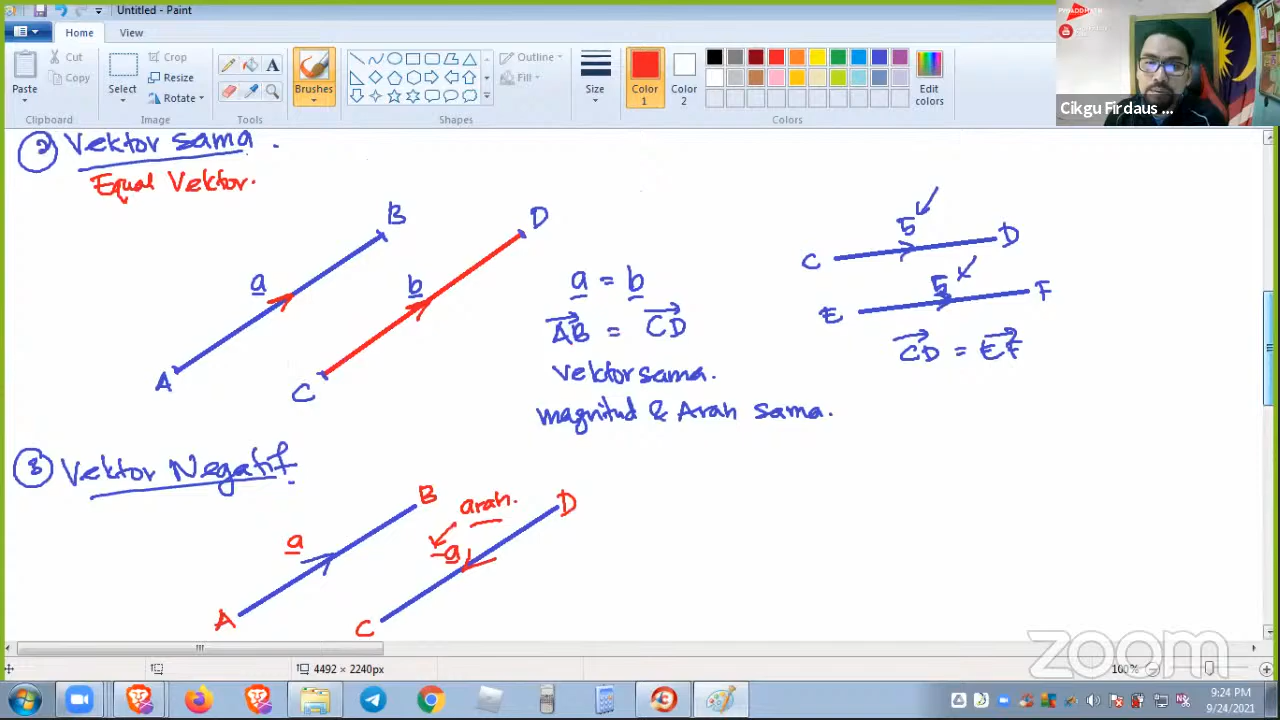 Untitled - Paint
Home
View
Paste
Cut
Copy
Clipboard
Select
Crop
Resize
Rotate
Image
A
Tools
Brushes
Shapes
Outline
Fill
Size
Color 1
Color 2
Edit colors
Colors
Cikgu Firdaus ...
2 Vektor sama.
Equal Vektor.
A
B
a
C
D
b
a = b
AB = CD
vektor sama.
magnitud & Arah sama.
5
C
D
5
E
F
CD = EF
3 Vektor Negatif
A
B
a
arah.
D
-a
C
zoom
4492 × 2240px
100%
9:24 PM
9/24/2021